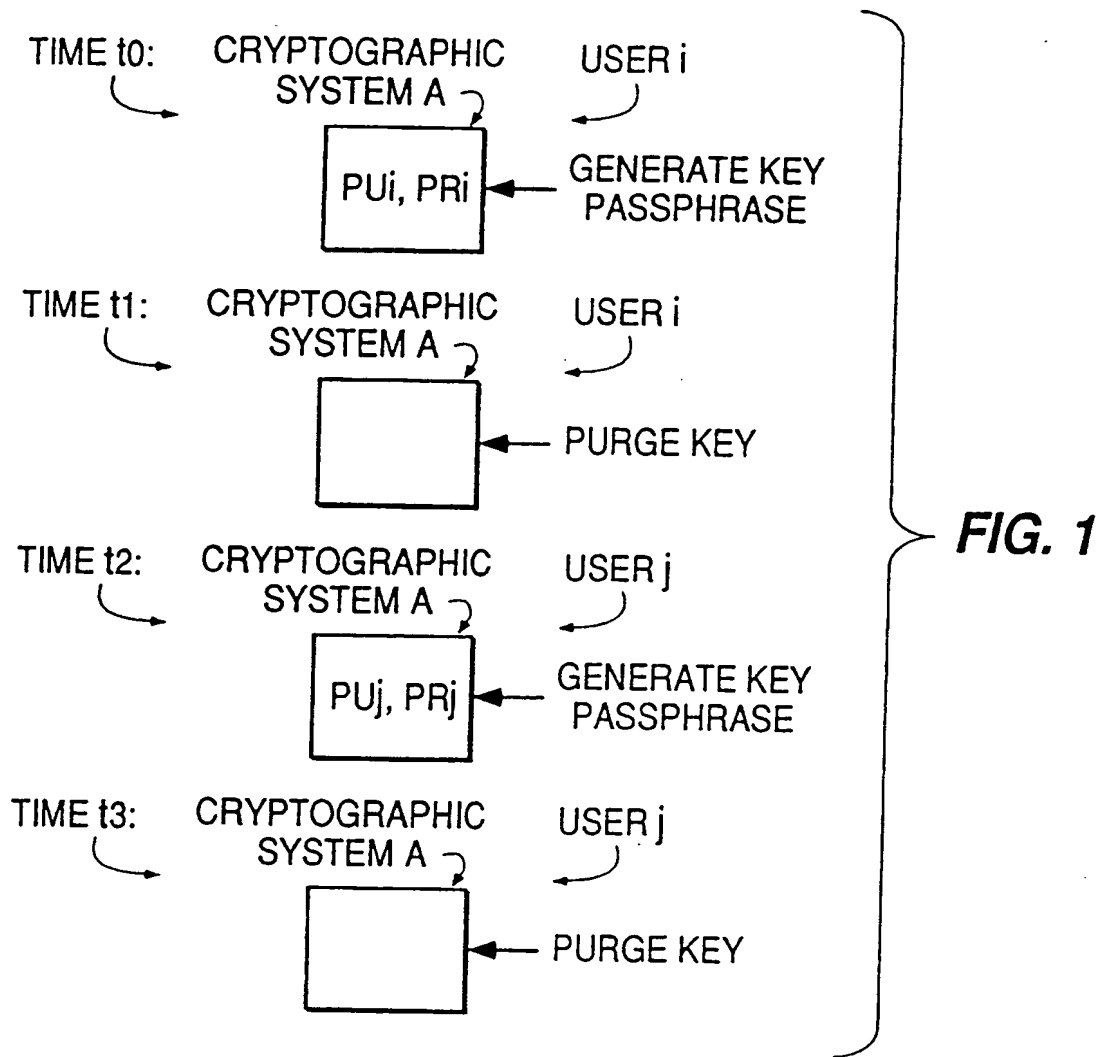 TIME t0:
CRYPTOGRAPHIC
SYSTEM A
USER i
PUi, PRi
GENERATE KEY
PASSPHRASE
TIME t1:
CRYPTOGRAPHIC
SYSTEM A
USER i
PURGE KEY
TIME t2:
CRYPTOGRAPHIC
SYSTEM A
USER j
PUj, PRj
GENERATE KEY
PASSPHRASE
TIME t3:
CRYPTOGRAPHIC
SYSTEM A
USER j
PURGE KEY
FIG. 1